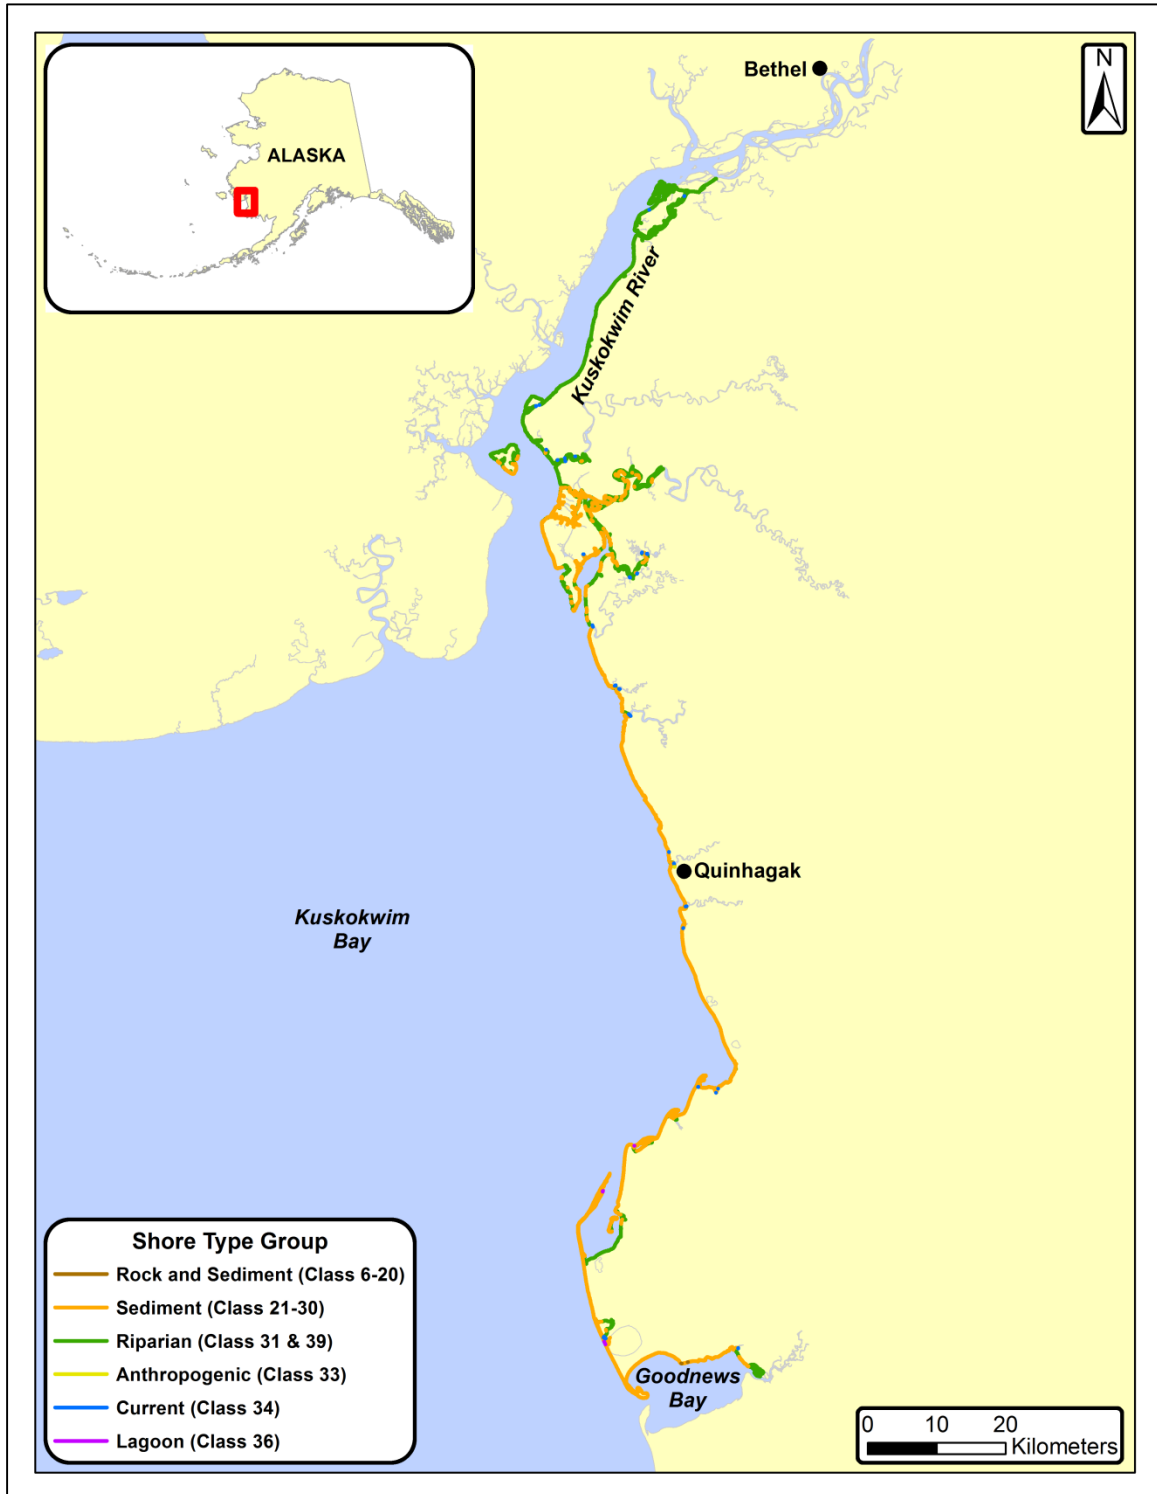 Bethel
N
ALASKA
Kuskokwim River
Quinhagak
Kuskokwim
Bay
Shore Type Group
Rock and Sediment (Class 6-20)
Sediment (Class 21-30)
Riparian (Class 31 & 39)
Anthropogenic (Class 33)
Current (Class 34)
Lagoon (Class 36)
Goodnews
Bay
0 10 20
Kilometers